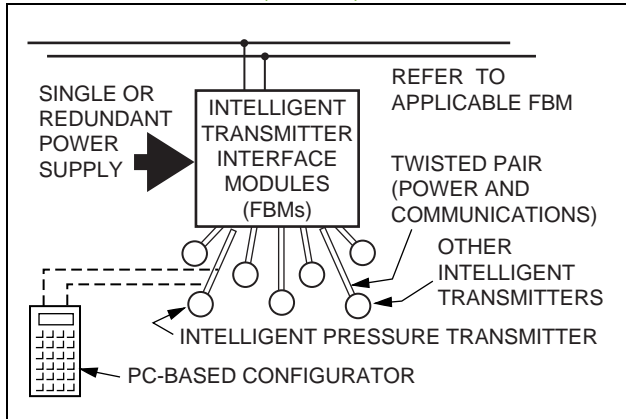 SINGLE OR
REDUNDANT
POWER
SUPPLY
INTELLIGENT
TRANSMITTER
INTERFACE
MODULES
(FBMs)
REFER TO
APPLICABLE FBM
TWISTED PAIR
(POWER AND
COMMUNICATIONS)
OTHER
INTELLIGENT
TRANSMITTERS
INTELLIGENT PRESSURE TRANSMITTER
PC-BASED CONFIGURATOR